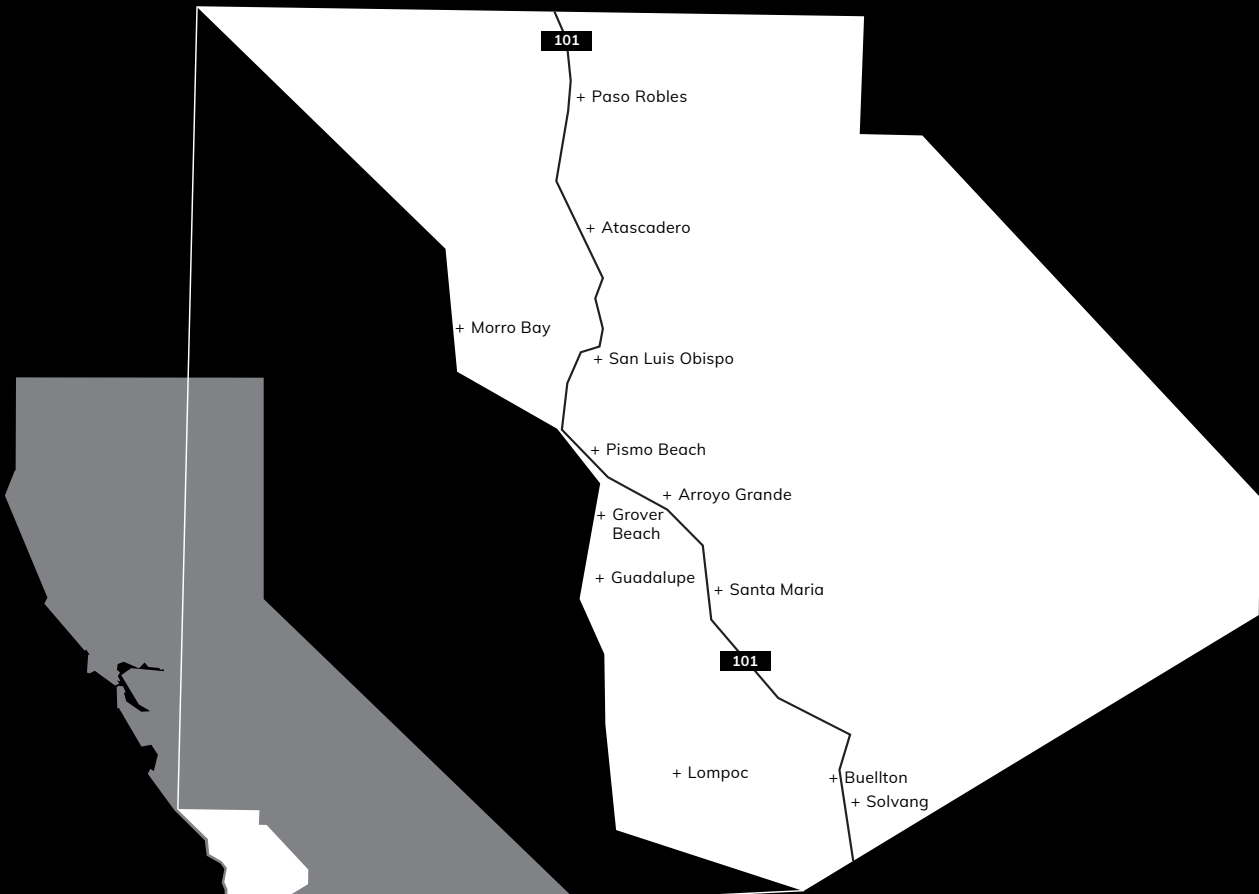 101
+ Paso Robles
+ Atascadero
+ Morro Bay
+ San Luis Obispo
+ Pismo Beach
+ Arroyo Grande
+ Grover
Beach
+ Guadalupe
+ Santa Maria
101
+ Lompoc
+ Buellton
+ Solvang